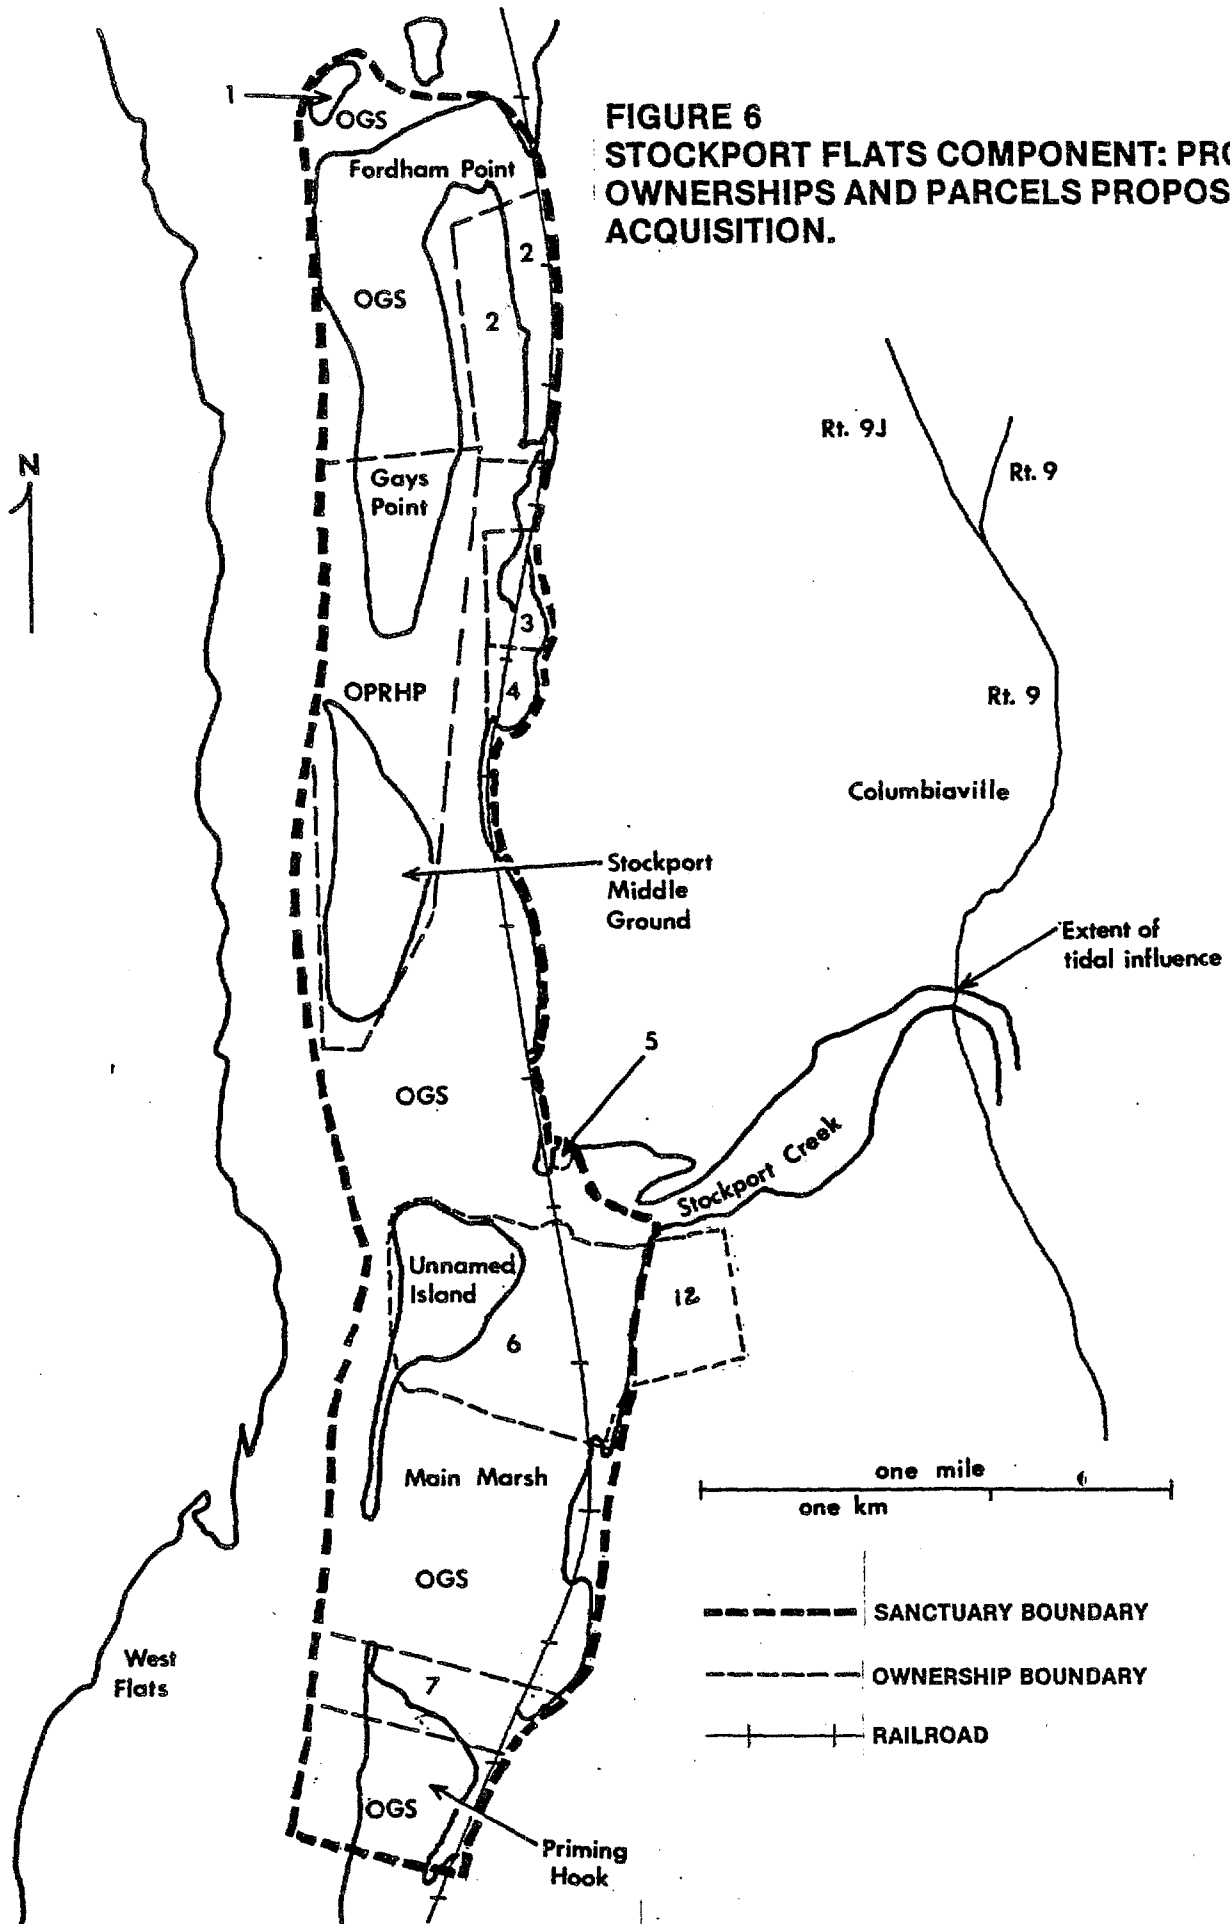 FIGURE 6
STOCKPORT FLATS COMPONENT: PRO
OWNERSHIPS AND PARCELS PROPOS
ACQUISITION.
1
OGS
Fordham Point
2
OGS
2
N
Rt. 9J
Rt. 9
Gays
Point
3
OPRHP
4
Rt. 9
Columbiaville
Stockport
Middle
Ground
Extent of
tidal influence
5
OGS
Stockport Creek
Unnamed
Island
12
6
Main Marsh
one mile
one km
OGS
SANCTUARY BOUNDARY
West
Flats
OWNERSHIP BOUNDARY
7
RAILROAD
OGS
Priming
Hook